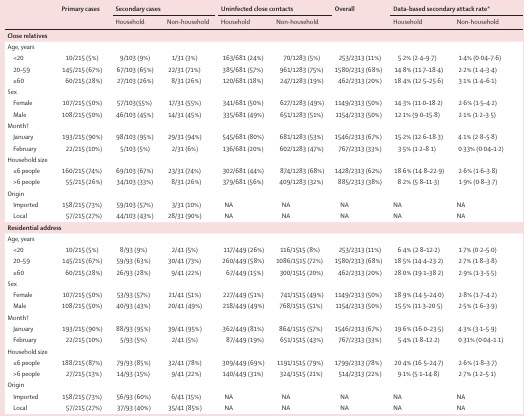 Primary cases Secondary cases Uninfected close contacts Overall Data-based secondary attack rate*
Household Non-household Household Non-household Household Non-household
Close relatives
Age, years
<20 10/215 (5%) 9/103 (9%) 1/31 (3%) 163/681 (24%) 70/1283 (5%) 253/2313 (11%) 5·2% (2·4–9·7) 1·4% (0·04–7·6)
20–59 145/215 (67%) 67/103 (65%) 22/31 (71%) 385/681 (57%) 961/1283 (75%) 1580/2313 (68%) 14·8% (11·7–18·4) 2·2% (1·4–3·4)
≥60 60/215 (28%) 27/103 (26%) 8/31 (26%) 120/681 (18%) 247/1283 (19%) 462/2313 (20%) 18·4% (12·5–25·6) 3·1% (1·4–6·1)
Sex
Female 107/215 (50%) 57/103(55%) 17/31 (55%) 341/681 (50%) 627/1283 (49%) 1149/2313 (50%) 14·3% (11·0–18·2) 2·6% (1·5–4·2)
Male 108/215 (50%) 46/103 (45%) 14/31 (45%) 335/681 (49%) 651/1283 (51%) 1154/2313 (50%) 12·1% (9·0–15·8) 2·1% (1·2–3·5)
Month†
January 193/215 (90%) 98/103 (95%) 29/31 (94%) 545/681 (80%) 681/1283 (53%) 1546/2313 (67%) 15·2% (12·6–18·3) 4·1% (2·8–5·8)
February 22/215 (10%) 5/103 (5%) 2/31 (6%) 136/681 (20%) 602/1283 (47%) 767/2313 (33%) 3·5% (1·2–8·1) 0·33% (0·04–1·2)
Household size
≤6 people 160/215 (74%) 69/103 (67%) 23/31 (74%) 302/681 (44%) 874/1283 (68%) 1428/2313 (62%) 18·6% (14·8–22·9) 2·6% (1·6–3·8)
>6 people 55/215 (26%) 34/103 (33%) 8/31 (26%) 379/681 (56%) 409/1283 (32%) 885/2313 (38%) 8·2% (5·8–11·3) 1·9% (0·8–3·7)
Origin
Imported 158/215 (73%) 59/103 (57%) 3/31 (10%) NA NA NA NA
Local 57/215 (27%) 44/103 (43%) 28/31 (90%) NA NA NA NA
Residential address
Age, years
<20 10/215 (5%) 8/93 (9%) 2/41 (5%) 117/449 (26%) 116/1515 (8%) 253/2313 (11%) 6·4% (2·8–12·2) 1·7% (0·2–5·0)
20–59 145/215 (67%) 59/93 (63%) 30/41 (73%) 260/449 (58%) 1086/1515 (72%) 1580/2313 (68%) 18·5% (14·4–23·2) 2·7% (1·8–3·8)
≥60 60/215 (28%) 26/93 (28%) 9/41 (22%) 67/449 (15%) 300/1515 (20%) 462/2313 (20%) 28·0% (19·1–38·2) 2·9% (1·3–5·5)
Sex
Female 107/215 (50%) 53/93 (57%) 21/41 (51%) 227/449 (51%) 741/1515 (49%) 1149/2313 (50%) 18·9% (14·5–24·0) 2·8% (1·7–4·2)
Male 108/215 (50%) 40/93 (43%) 20/41 (49%) 218/449 (49%) 768/1515 (51%) 1154/2313 (50%) 15·5% (11·3–20·5) 2·5% (1·6–3·9)
Month†
January 193/215 (90%) 88/93 (95%) 39/41 (95%) 362/449 (81%) 864/1515 (57%) 1546/2313 (67%) 19·6% (16·0–23·5) 4·3% (3·1–5·9)
February 22/215 (10%) 5/93 (5%) 2/41 (5%) 87/449 (19%) 651/1515 (43%) 767/2313 (33%) 5·4% (1·8–12·2) 0·31% (0·04–1·1)
Household size
≤6 people 188/215 (87%) 79/93 (85%) 32/41 (78%) 309/449 (69%) 1191/1515 (79%) 1799/2313 (78%) 20·4% (16·5–24·7) 2·6% (1·8–3·7)
>6 people 27/215 (13%) 14/93 (15%) 9/41 (22%) 140/449 (31%) 324/1515 (21%) 514/2313 (22%) 9·1% (5·1–14·8) 2·7% (1·2–5·1)
Origin
Imported 158/215 (73%) 56/93 (60%) 6/41 (15%) NA NA NA NA
Local 57/215 (27%) 37/93 (40%) 35/41 (85%) NA NA NA NA